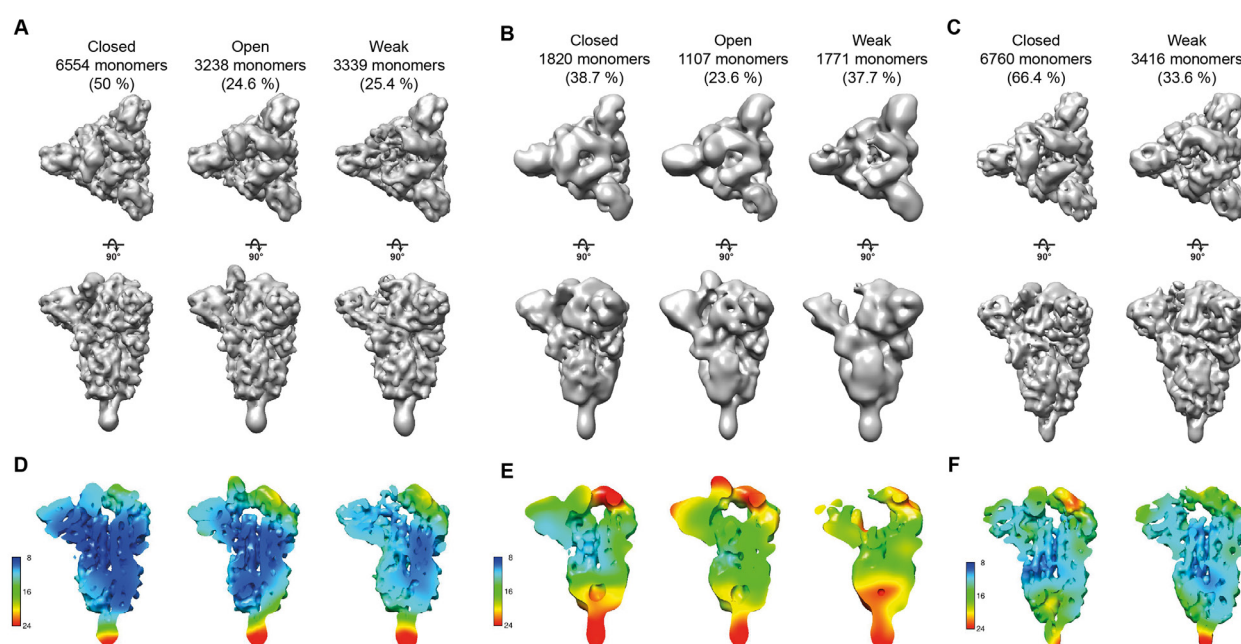 A
Closed
6554 monomers
(50 %)
Open
3238 monomers
(24.6 %)
Weak
3339 monomers
(25.4 %)
90°
90°
90°
B
Closed
1820 monomers
(38.7 %)
Open
1107 monomers
(23.6 %)
Weak
1771 monomers
(37.7 %)
90°
90°
90°
C
Closed
6760 monomers
(66.4 %)
Weak
3416 monomers
(33.6 %)
90°
90°
D
8
16
24
E
8
16
24
F
8
16
24